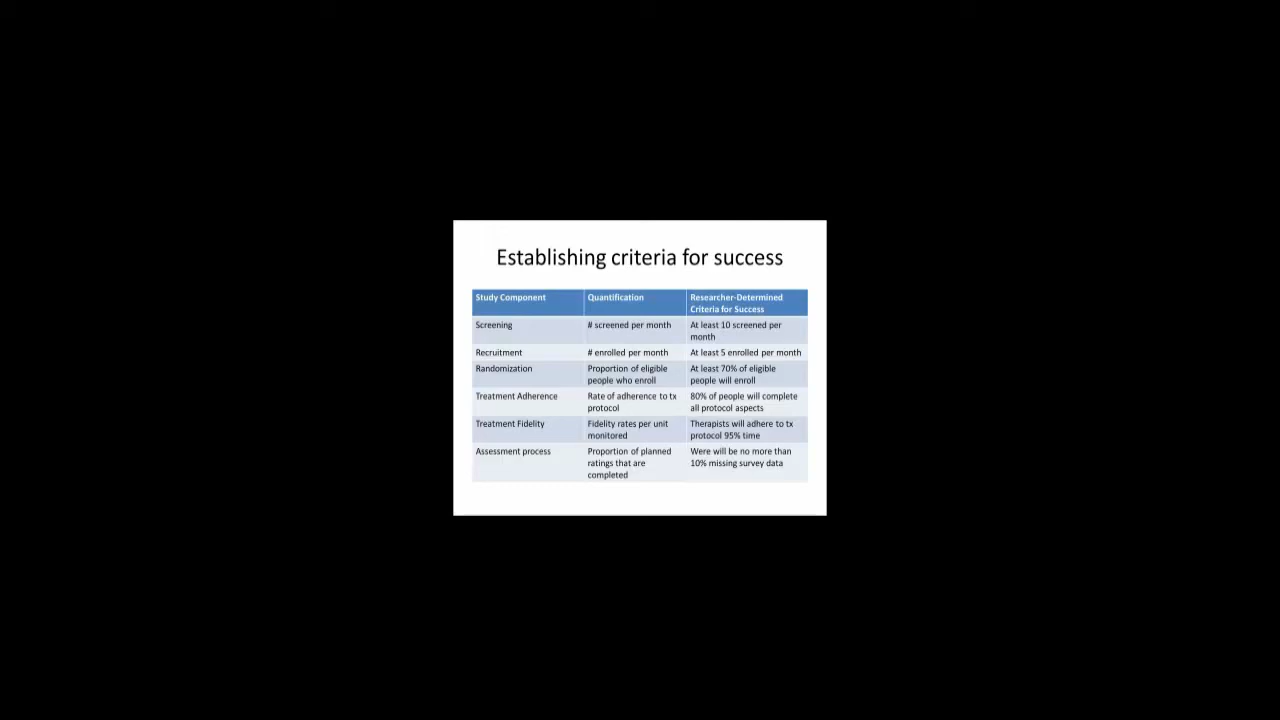 Establishing criteria for success
Study Component
Quantification
Researcher-Determined
Criteria for Success
Screening
# screened per month
At least 10 screened per
month
Recruitment
# enrolled per month
At least 5 enrolled per month
Randomization
Proportion of eligible
people who enroll
At least 70% of eligible
people will enroll
Treatment Adherence
Rate of adherence to tx
protocol
80% of people will complete
all protocol aspects
Treatment Fidelity
Fidelity rates per unit
monitored
Therapists will adhere to tx
protocol 95% time
Assessment process
Proportion of planned
ratings that are
completed
Were will be no more than
10% missing survey data